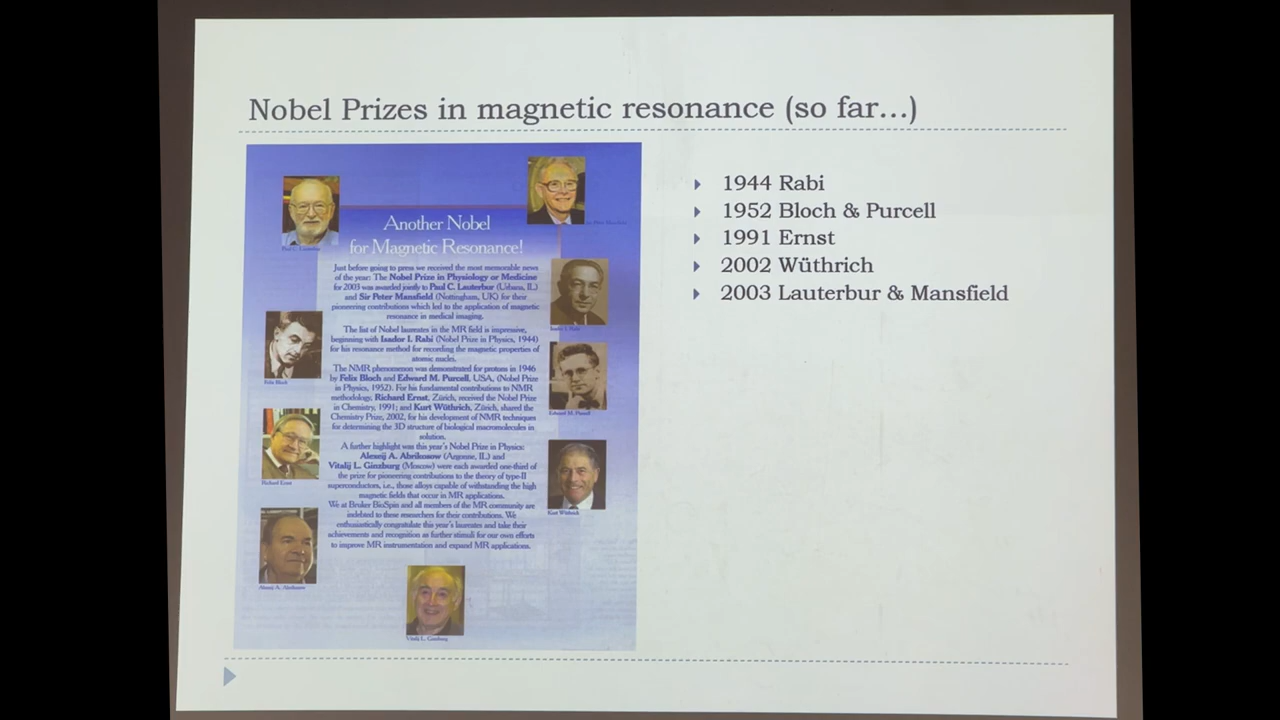 Nobel Prizes in magnetic resonance (so far...)
Paul C. Lauterbur
Another Nobel
for Magnetic Resonance!
Just before going to press we received the most memorable news
of the year: The Nobel Prize in Physiology or Medicine
for 2003 was awarded jointly to Paul C. Lauterbur (Urbana, IL)
and Sir Peter Mansfield (Nottingham, UK) for their
pioneering contributions which led to the application of magnetic
resonance in medical imaging.
The list of Nobel laureates in the MR field is impressive,
beginning with Isador I. Rabi (Nobel Prize in Physics, 1944)
for his resonance method for recording the magnetic properties of
atomic nuclei.
The NMR phenomenon was demonstrated for protons in 1946
by Felix Bloch and Edward M. Purcell, USA, (Nobel Prize
in Physics, 1952). For his fundamental contributions to NMR
methodology, Richard Ernst, Zürich, received the Nobel Prize
in Chemistry, 1991; and Kurt Wüthrich, Zürich, shared the
Chemistry Prize, 2002, for his development of NMR techniques
for determining the 3D structure of biological macromolecules in
solution.
A further highlight was this year's Nobel Prize in Physics:
Alexeij A. Abrikosow (Argonne, IL) and
Vitalij L. Ginzburg (Moscow) were each awarded one-third of
the prize for pioneering contributions to the theory of type-II
superconductors, i.e., those alloys capable of withstanding the high
magnetic fields that occur in MR applications.
We at Bruker BioSpin and all members of the MR community are
indebted to these researchers for their contributions. We
enthusiastically congratulate this year's laureates and take their
achievements and recognition as further stimuli for our own efforts
to improve MR instrumentation and expand MR applications.
Isador I. Rabi
Felix Bloch
Edward M. Purcell
Richard Ernst
Kurt Wüthrich
Alexeij A. Abrikosow
Vitalij L. Ginzburg
1944 Rabi
1952 Bloch & Purcell
1991 Ernst
2002 Wüthrich
2003 Lauterbur & Mansfield